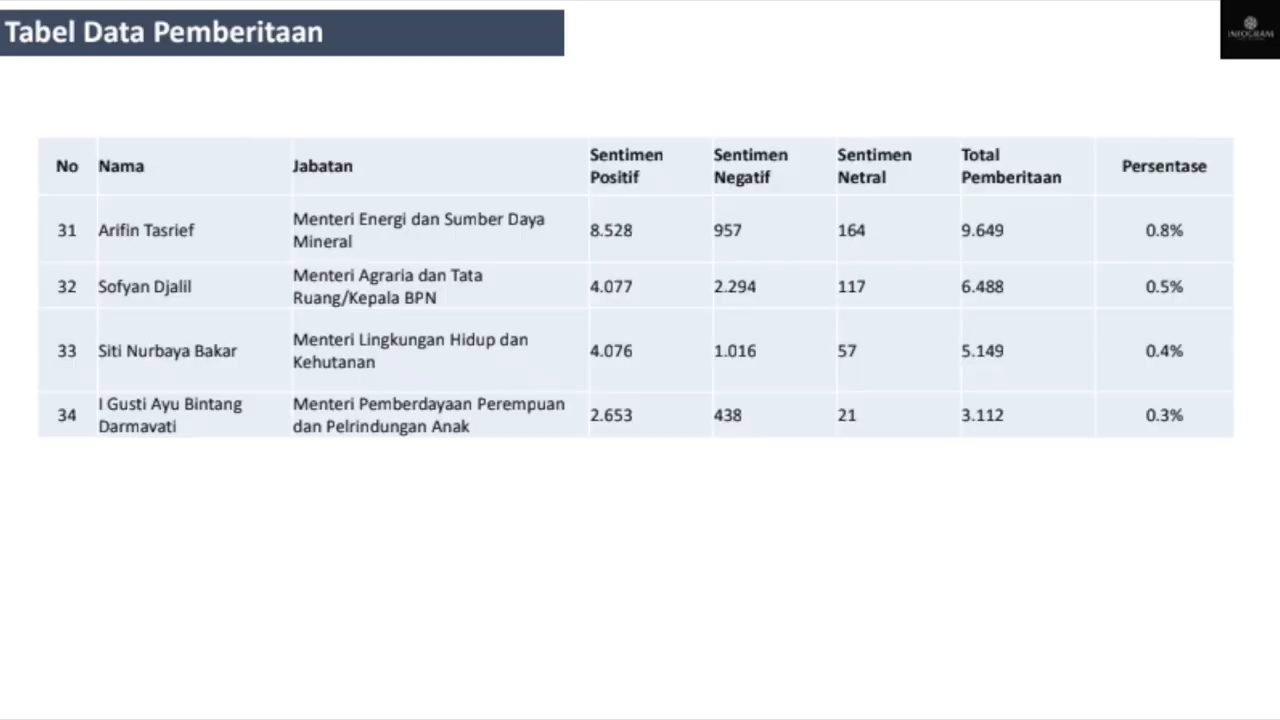 Tabel Data Pemberitaan
INFOGRAM
No Nama Jabatan Sentimen Positif Sentimen Negatif Sentimen Netral Total Pemberitaan Persentase
31 Arifin Tasrief Menteri Energi dan Sumber Daya Mineral 8.528 957 164 9.649 0.8%
32 Sofyan Djalil Menteri Agraria dan Tata Ruang/Kepala BPN 4.077 2.294 117 6.488 0.5%
33 Siti Nurbaya Bakar Menteri Lingkungan Hidup dan Kehutanan 4.076 1.016 57 5.149 0.4%
34 I Gusti Ayu Bintang Darmavati Menteri Pemberdayaan Perempuan dan Pelrindungan Anak 2.653 438 21 3.112 0.3%